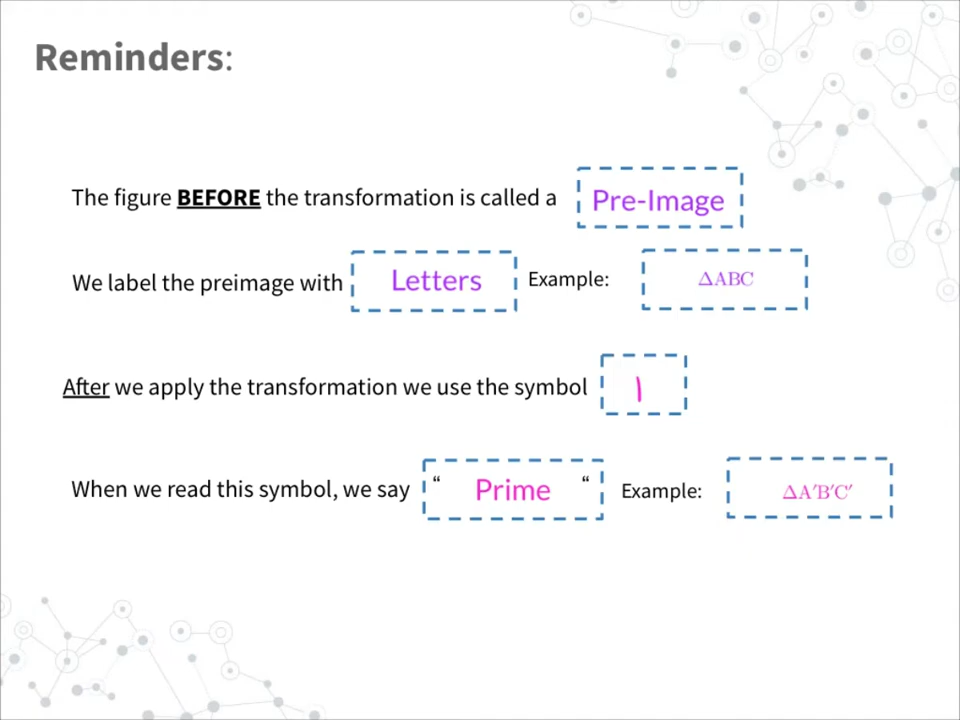 Reminders:
The figure BEFORE the transformation is called a Pre-Image
We label the preimage with Letters Example: ΔABC
After we apply the transformation we use the symbol ′
When we read this symbol, we say “ Prime “ Example: ΔA′B′C′